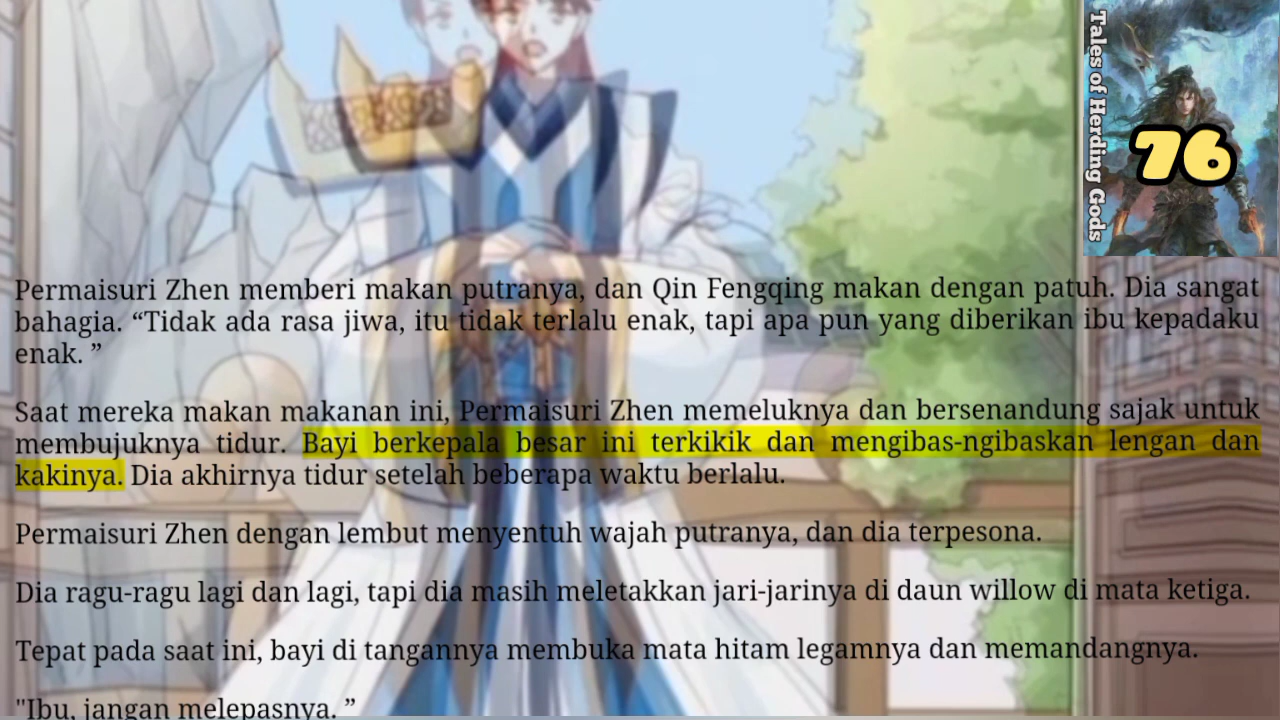 Tales of Herding Gods
76
Permaisuri Zhen memberi makan putranya, dan Qin Fengqing makan dengan patuh. Dia sangat
bahagia. “Tidak ada rasa jiwa, itu tidak terlalu enak, tapi apa pun yang diberikan ibu kepadaku
enak. ”
Saat mereka makan makanan ini, Permaisuri Zhen memeluknya dan bersenandung sajak untuk
membujuknya tidur. Bayi berkepala besar ini terkikik dan mengibas-ngibaskan lengan dan
kakinya. Dia akhirnya tidur setelah beberapa waktu berlalu.
Permaisuri Zhen dengan lembut menyentuh wajah putranya, dan dia terpesona.
Dia ragu-ragu lagi dan lagi, tapi dia masih meletakkan jari-jarinya di daun willow di mata ketiga.
Tepat pada saat ini, bayi di tangannya membuka mata hitam legamnya dan memandangnya.
"Ibu, jangan melepasnya. ”